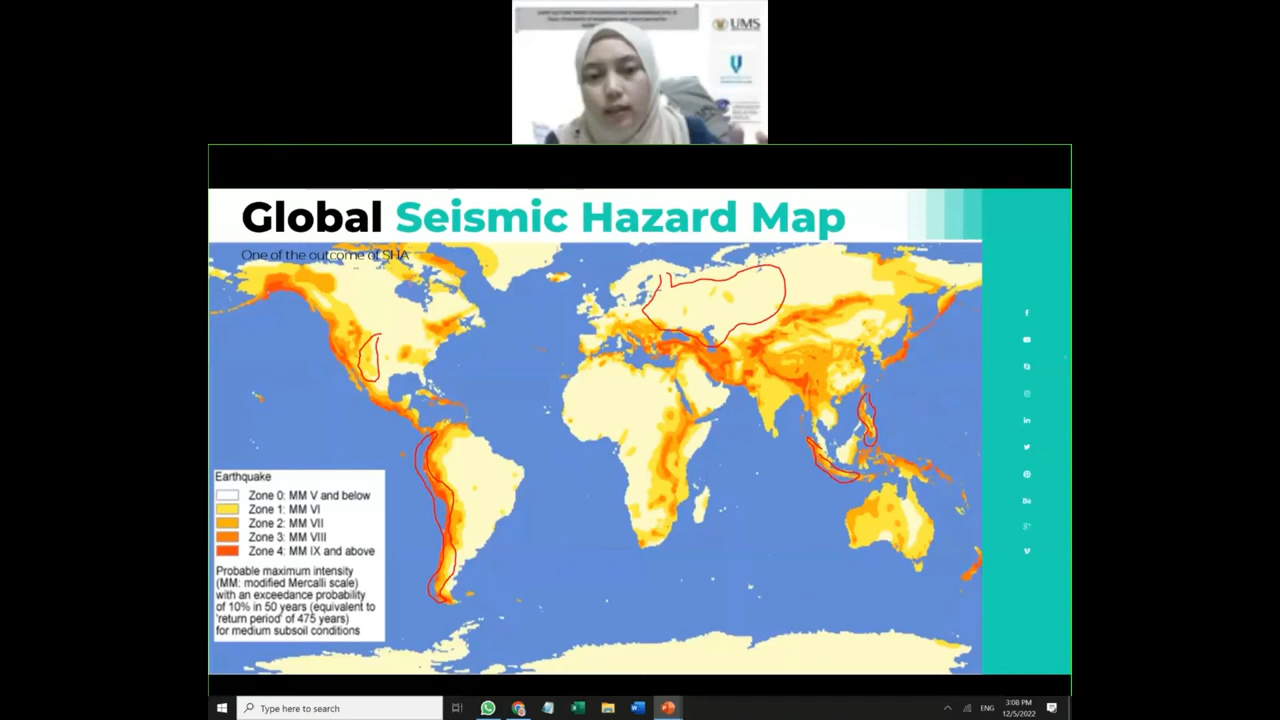 UMS
Global Seismic Hazard Map
One of the outcome of SHA
Earthquake
Zone 0: MM V and below
Zone 1: MM VI
Zone 2: MM VII
Zone 3: MM VIII
Zone 4: MM IX and above
Probable maximum intensity
(MM: modified Mercalli scale)
with an exceedance probability
of 10% in 50 years (equivalent to
'return period' of 475 years)
for medium subsoil conditions
Type here to search
ENG
3:08 PM
12/5/2022